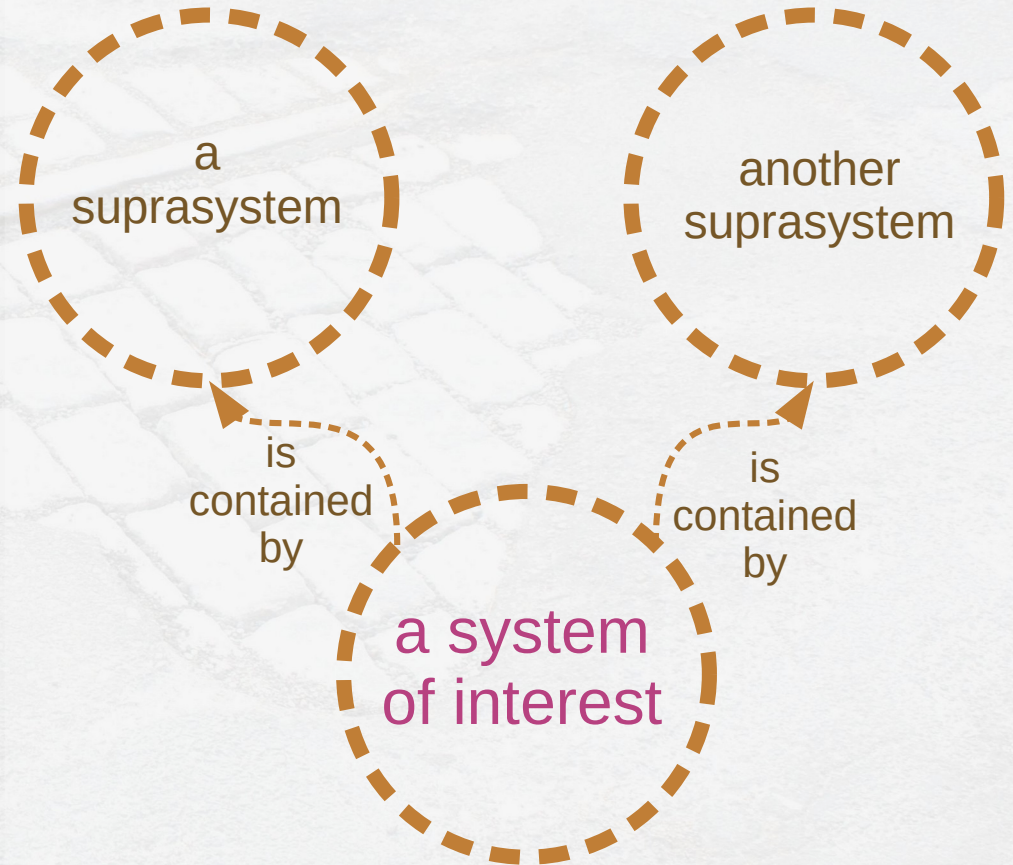 a
suprasystem
another
suprasystem
is
contained
by
is
contained
by
a system
of interest